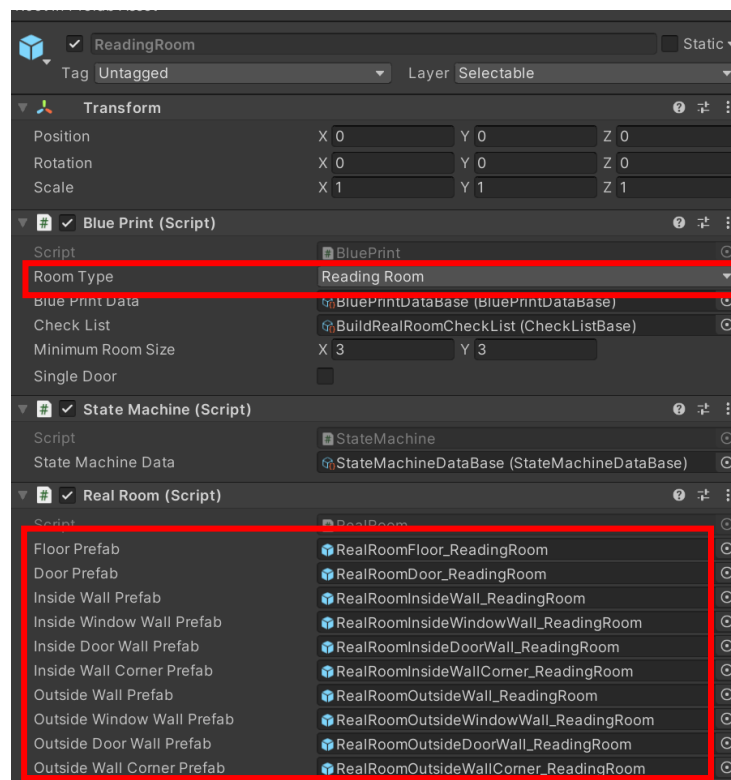 ReadingRoom Static
Tag Untagged Layer Selectable
Transform
Position X 0 Y 0 Z 0
Rotation X 0 Y 0 Z 0
Scale X 1 Y 1 Z 1
# Blue Print (Script)
Script # BluePrint
Room Type Reading Room
Blue Print Data BluePrintDataBase (BluePrintDataBase)
Check List BuildRealRoomCheckList (CheckListBase)
Minimum Room Size X 3 Y 3
Single Door
# State Machine (Script)
Script # StateMachine
State Machine Data StateMachineDataBase (StateMachineDataBase)
# Real Room (Script)
Script # RealRoom
Floor Prefab RealRoomFloor_ReadingRoom
Door Prefab RealRoomDoor_ReadingRoom
Inside Wall Prefab RealRoomInsideWall_ReadingRoom
Inside Window Wall Prefab RealRoomInsideWindowWall_ReadingRoom
Inside Door Wall Prefab RealRoomInsideDoorWall_ReadingRoom
Inside Wall Corner Prefab RealRoomInsideWallCorner_ReadingRoom
Outside Wall Prefab RealRoomOutsideWall_ReadingRoom
Outside Window Wall Prefab RealRoomOutsideWindowWall_ReadingRoom
Outside Door Wall Prefab RealRoomOutsideDoorWall_ReadingRoom
Outside Wall Corner Prefab RealRoomOutsideWallCorner_ReadingRoom